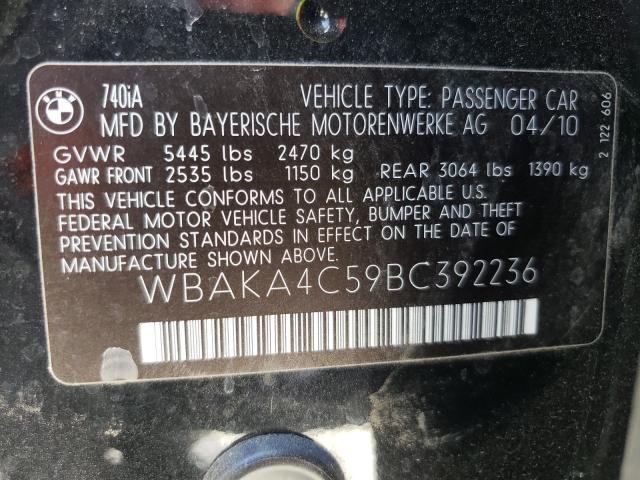 BMW
740iA VEHICLE TYPE: PASSENGER CAR
MFD BY BAYERISCHE MOTORENWERKE AG 04/10
GVWR 5445 lbs 2470 kg
GAWR FRONT 2535 lbs 1150 kg REAR 3064 lbs 1390 kg
THIS VEHICLE CONFORMS TO ALL APPLICABLE U.S.
FEDERAL MOTOR VEHICLE SAFETY, BUMPER AND THEFT
PREVENTION STANDARDS IN EFFECT ON THE DATE OF
MANUFACTURE SHOWN ABOVE.
WBAKA4C59BC392236
2 122 606